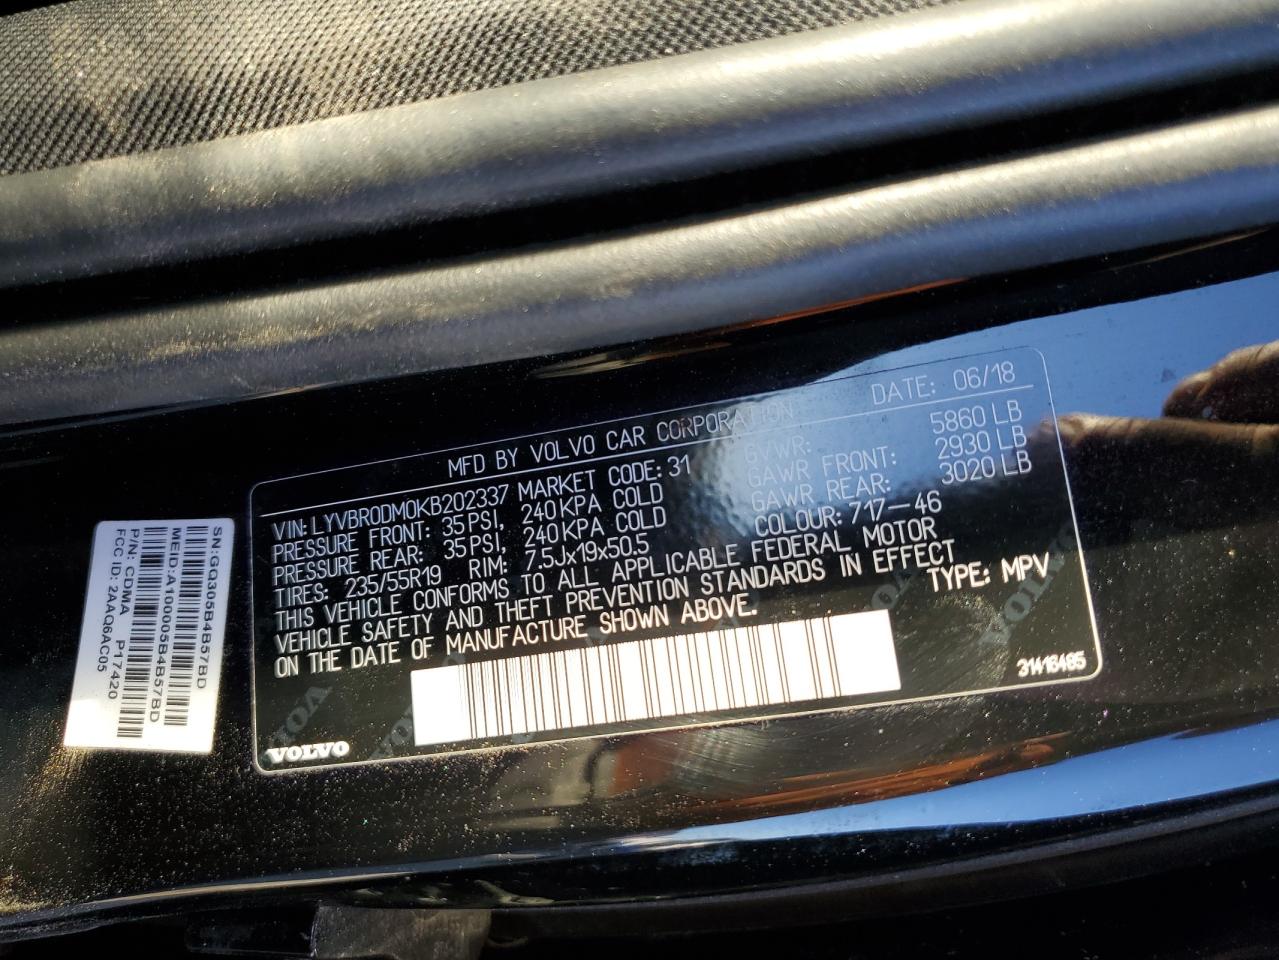 MFD BY VOLVO CAR CORPORATION DATE: 06/18
VIN: LYVBR0DM0KB202337 MARKET CODE: 31 GVWR: 5860 LB
PRESSURE FRONT: 35 PSI, 240 KPA COLD GAWR FRONT: 2930 LB
PRESSURE REAR: 35 PSI, 240 KPA COLD GAWR REAR: 3020 LB
TIRES: 235/55R19 RIM: 7.5Jx19x50.5 COLOUR: 717-46
THIS VEHICLE CONFORMS TO ALL APPLICABLE FEDERAL MOTOR
VEHICLE SAFETY AND THEFT PREVENTION STANDARDS IN EFFECT
ON THE DATE OF MANUFACTURE SHOWN ABOVE. TYPE: MPV
VOLVO
31416485
SN:GQ305B4B57BD
MEID:A100005B4B57BD
P/N:CDMA P17420
FCC ID:2AAQ6AC05